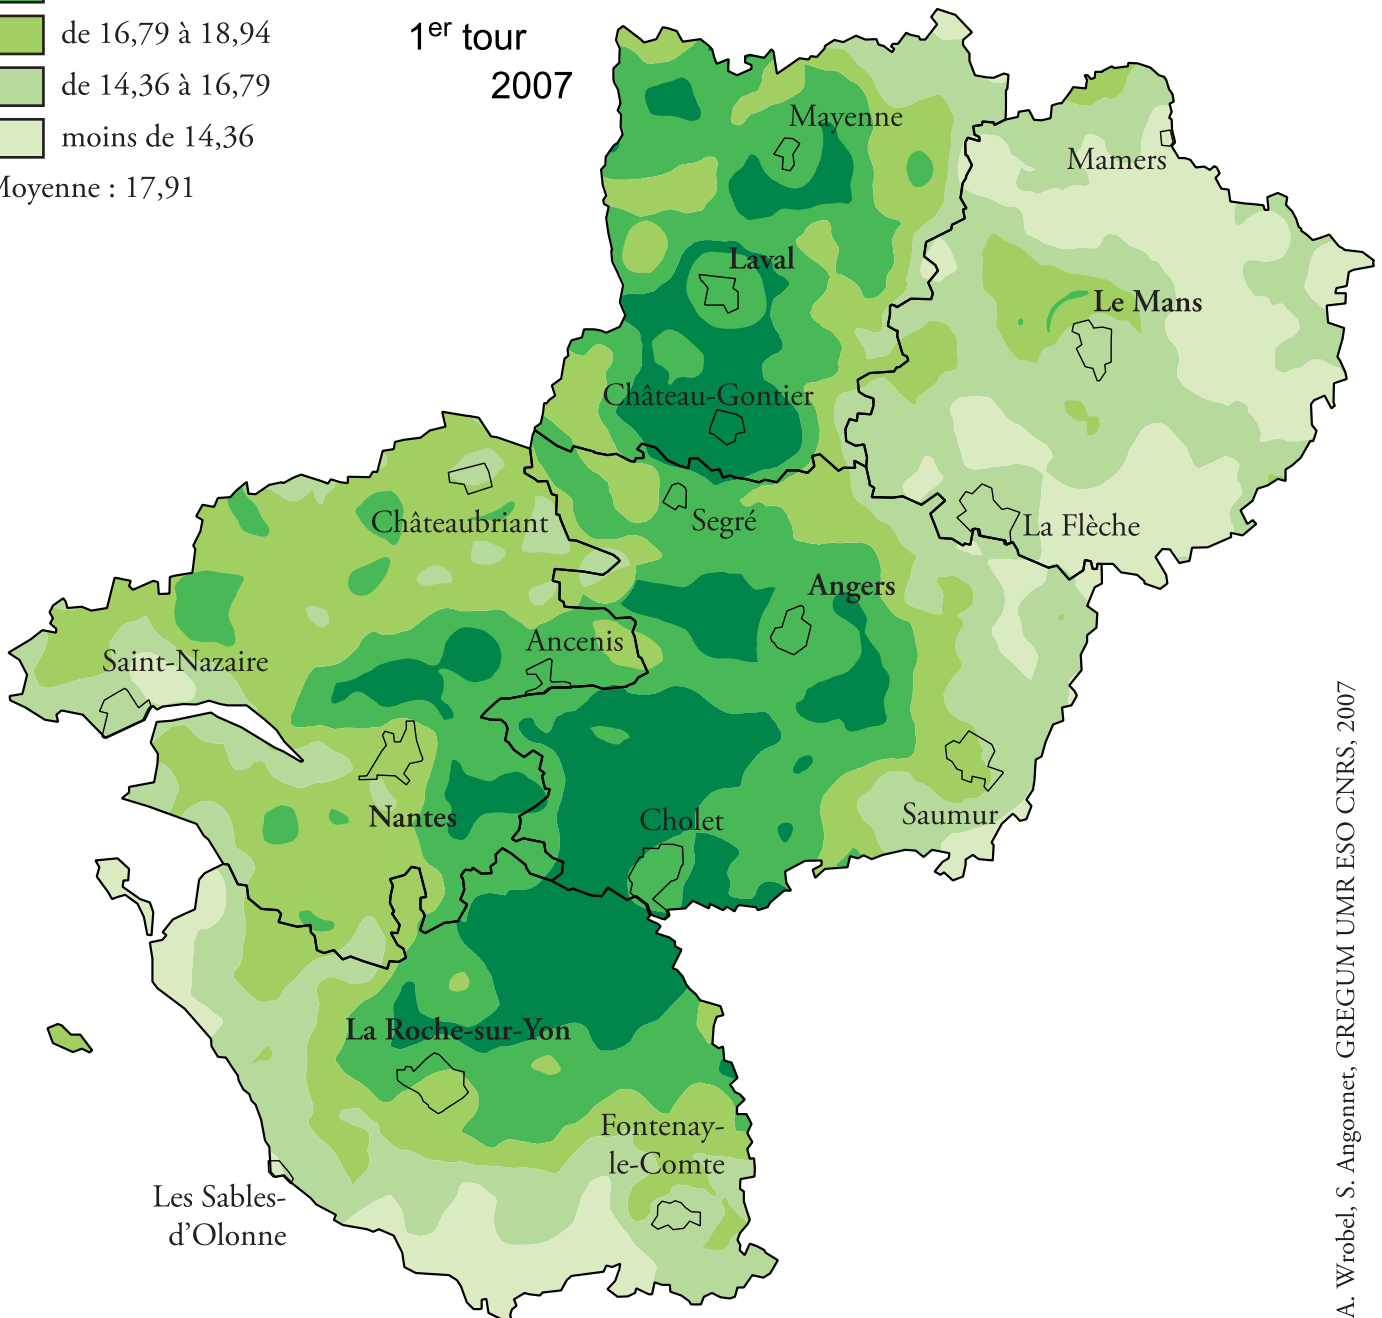 de 16,79 à 18,94
de 14,36 à 16,79
moins de 14,36
Moyenne : 17,91
1er tour
2007
Mayenne
Mamers
Laval
Le Mans
Château-Gontier
Châteaubriant
Segré
La Flèche
Angers
Ancenis
Saint-Nazaire
Nantes
Cholet
Saumur
La Roche-sur-Yon
Fontenay-
le-Comte
Les Sables-
d'Olonne
A. Wrobel, S. Angonnet, GREGUM UMR ESO CNRS, 2007